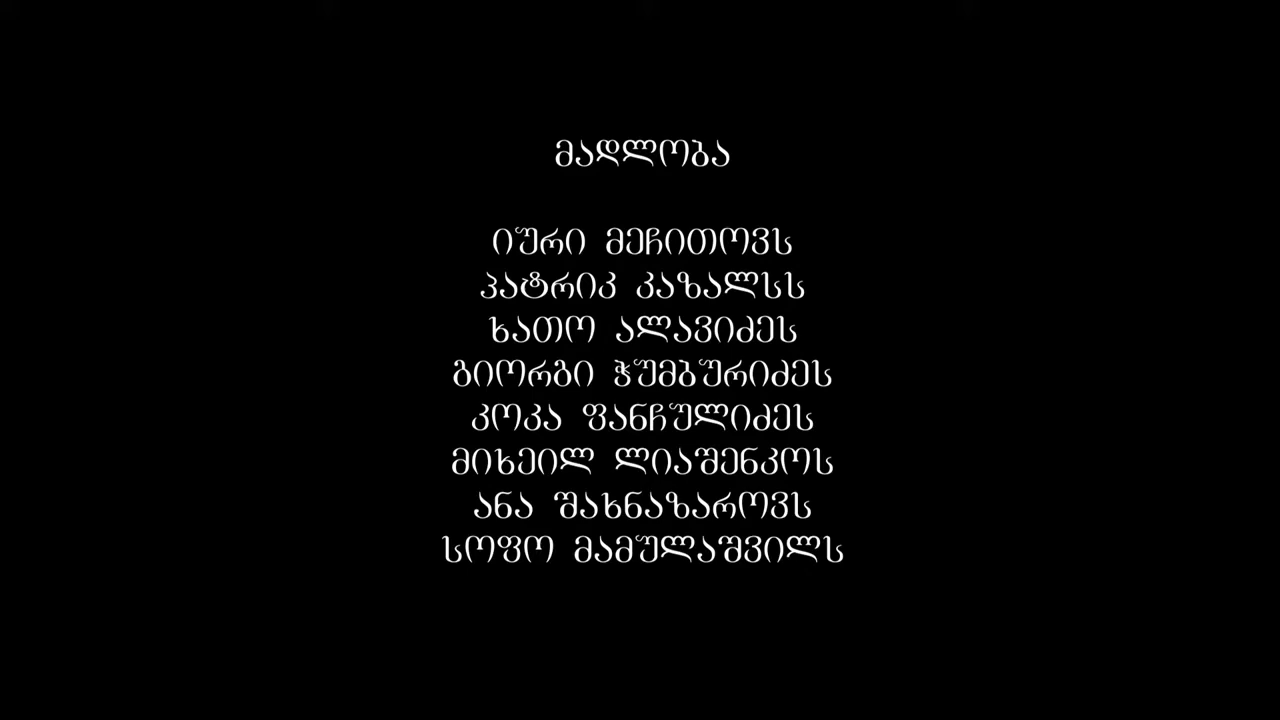 მადლობა
იური მეჩითოვს
პატრიკ კაზალსს
ხათო ალავიძეს
გიორგი ჭუმბურიძეს
კოკა ფანჩულიძეს
მიხეილ ლიაშენკოს
ანა შახნაზაროვს
სოფო მამულაშვილს